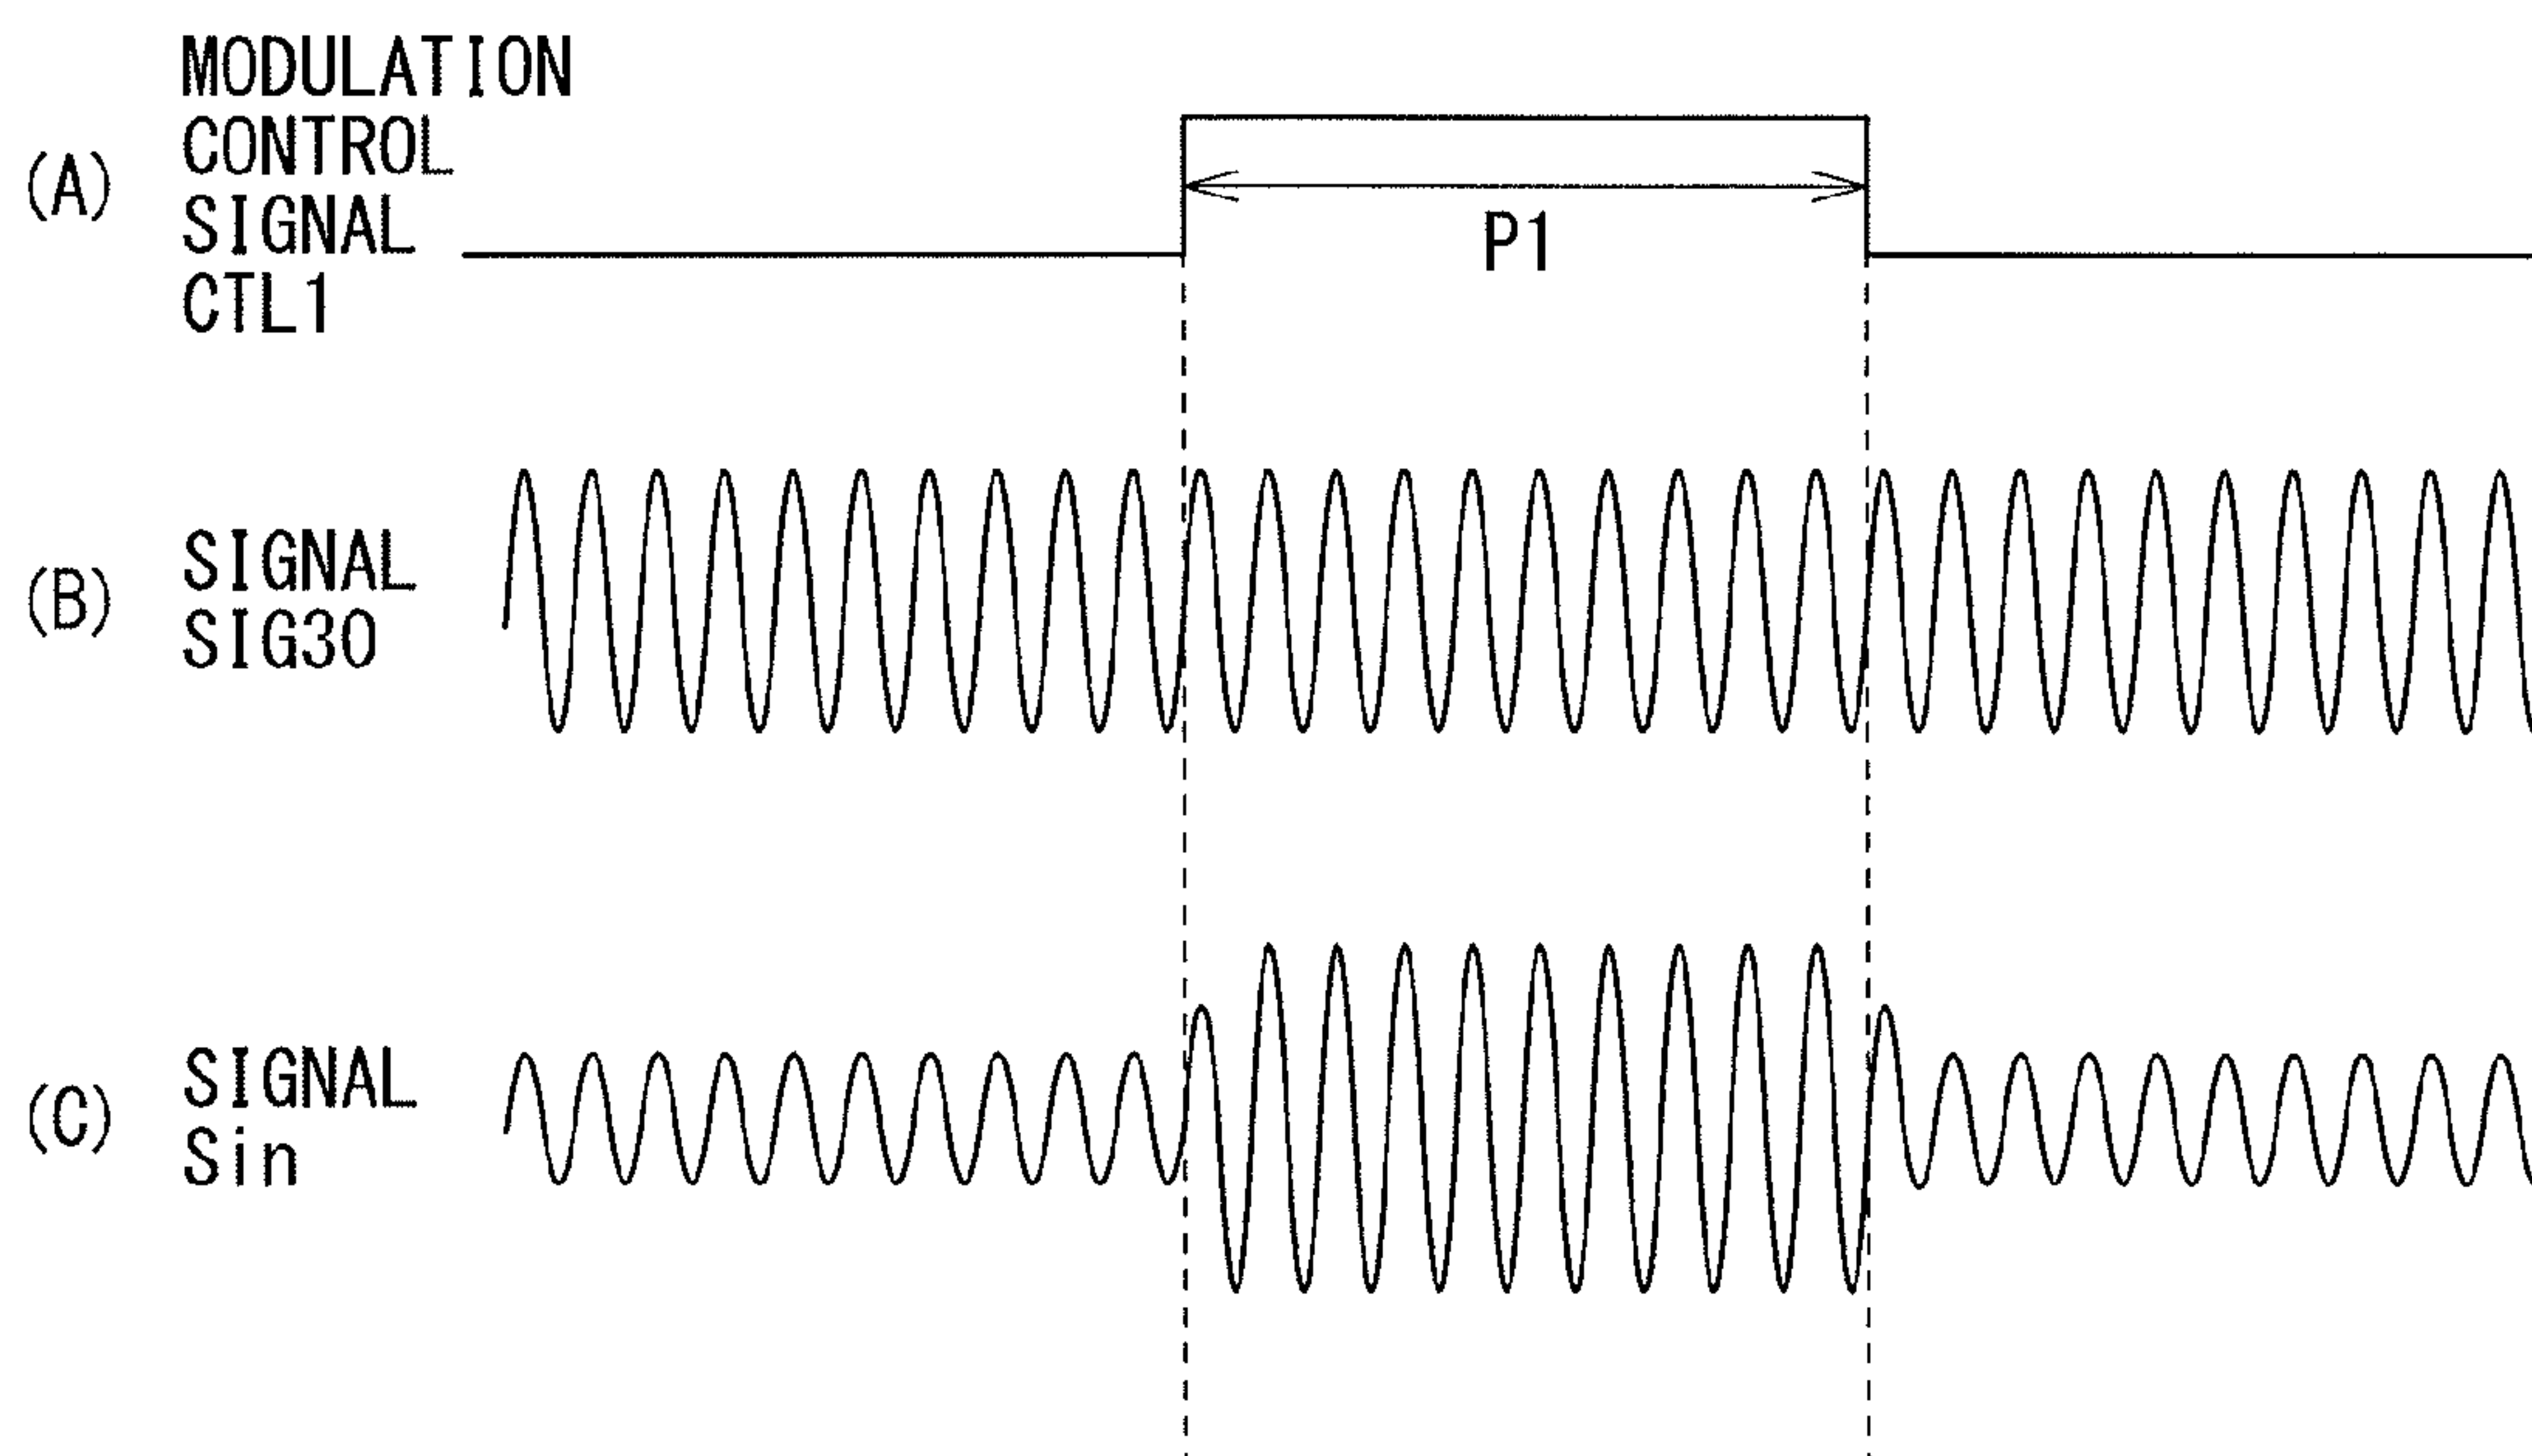 (A)
MODULATION
CONTROL
SIGNAL
CTL1
P1
(B)
SIGNAL
SIG30
(C)
SIGNAL
Sin